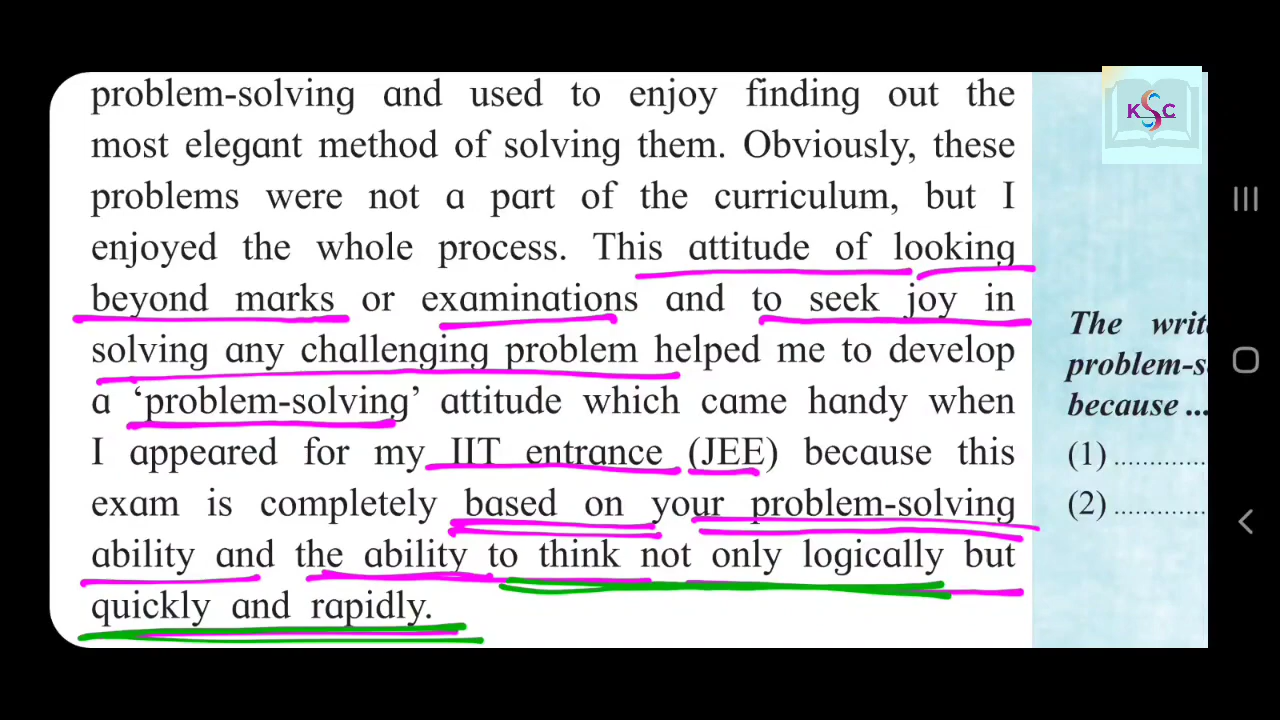 problem-solving and used to enjoy finding out the
most elegant method of solving them. Obviously, these
problems were not a part of the curriculum, but I
enjoyed the whole process. This attitude of looking
beyond marks or examinations and to seek joy in
solving any challenging problem helped me to develop
a ‘problem-solving’ attitude which came handy when
I appeared for my IIT entrance (JEE) because this
exam is completely based on your problem-solving
ability and the ability to think not only logically but
quickly and rapidly.
KSC
The
because ...
(1) ..............
(2) ..............